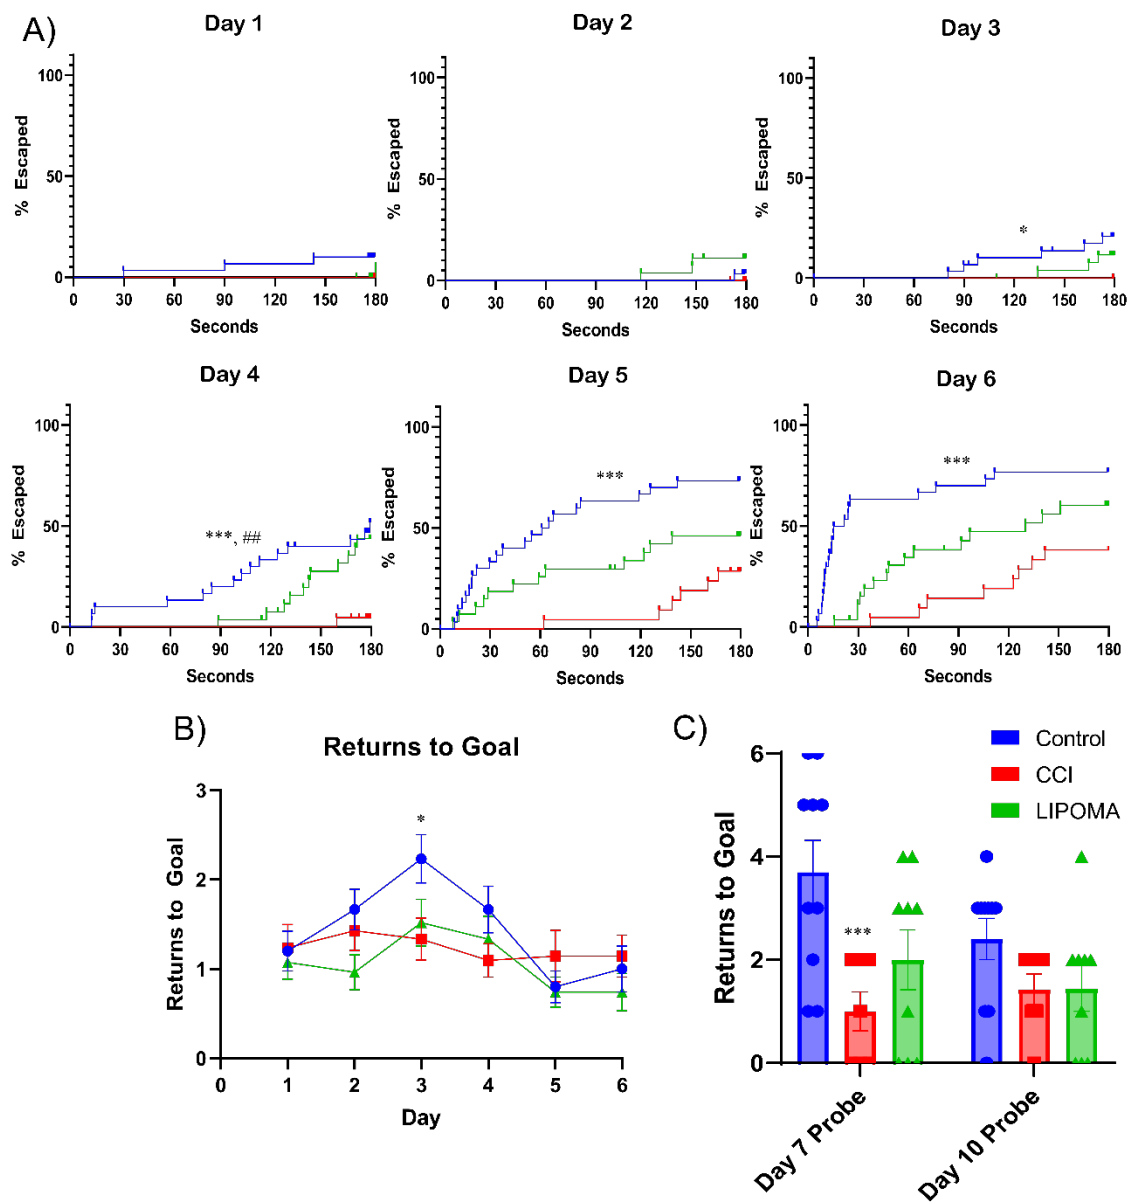 A)
Day 1
Day 2
Day 3
% Escaped
100
50
0
0 30 60 90 120 150 180
Seconds
% Escaped
100
50
0
0 30 60 90 120 150 180
Seconds
% Escaped
100
50
0
*
0 30 60 90 120 150 180
Seconds
Day 4
Day 5
Day 6
% Escaped
100
50
0
***, ##
0 30 60 90 120 150 180
Seconds
% Escaped
100
50
0
***
0 30 60 90 120 150 180
Seconds
% Escaped
100
50
0
***
0 30 60 90 120 150 180
Seconds
B)
Returns to Goal
Returns to Goal
3
2
1
0
*
0 1 2 3 4 5 6
Day
C)
Control
CCI
LIPOMA
Returns to Goal
6
4
2
0
***
Day 7 Probe
Day 10 Probe